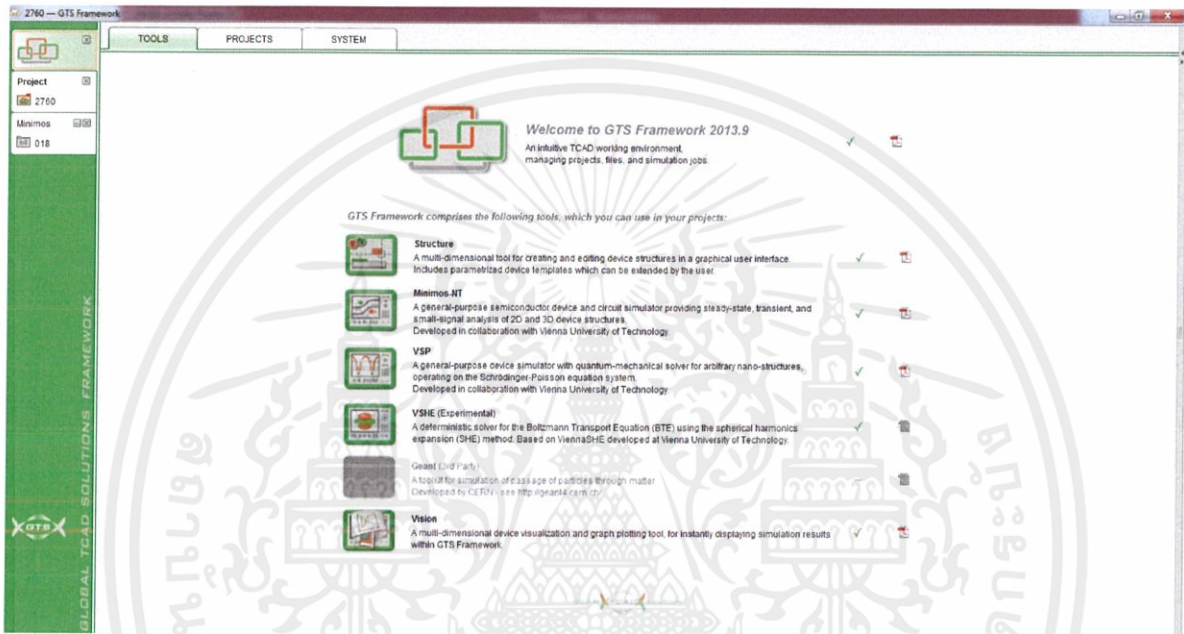 2760 — GTS Framework
TOOLS
PROJECTS
SYSTEM
Project
2760
Minimos
018
Welcome to GTS Framework 2013.9
An intuitive TCAD working environment,
managing projects, files, and simulation jobs.
GTS Framework comprises the following tools, which you can use in your projects:
Structure
A multi-dimensional tool for creating and editing device structures in a graphical user interface.
Includes parametrized device templates which can be extended by the user.
Minimos-NT
A general-purpose semiconductor device and circuit simulator providing steady-state, transient, and
small-signal analysis of 2D and 3D device structures.
Developed in collaboration with Vienna University of Technology
VSP
A general-purpose device simulator with quantum-mechanical solver for arbitrary nano-structures,
operating on the Schrödinger-Poisson equation system.
Developed in collaboration with Vienna University of Technology
VSHE (Experimental)
A deterministic solver for the Boltzmann Transport Equation (BTE) using the spherical harmonics
expansion (SHE) method. Based on ViennaSHE developed at Vienna University of Technology.
Geant (3rd Party)
A toolkit for simulation of passage of particles through matter.
Developed by CERN - see http://geant4.cern.ch/
Vision
A multi-dimensional device visualization and graph plotting tool, for instantly displaying simulation results
within GTS Framework.
GLOBAL TCAD SOLUTIONS FRAMEWORK
GTS